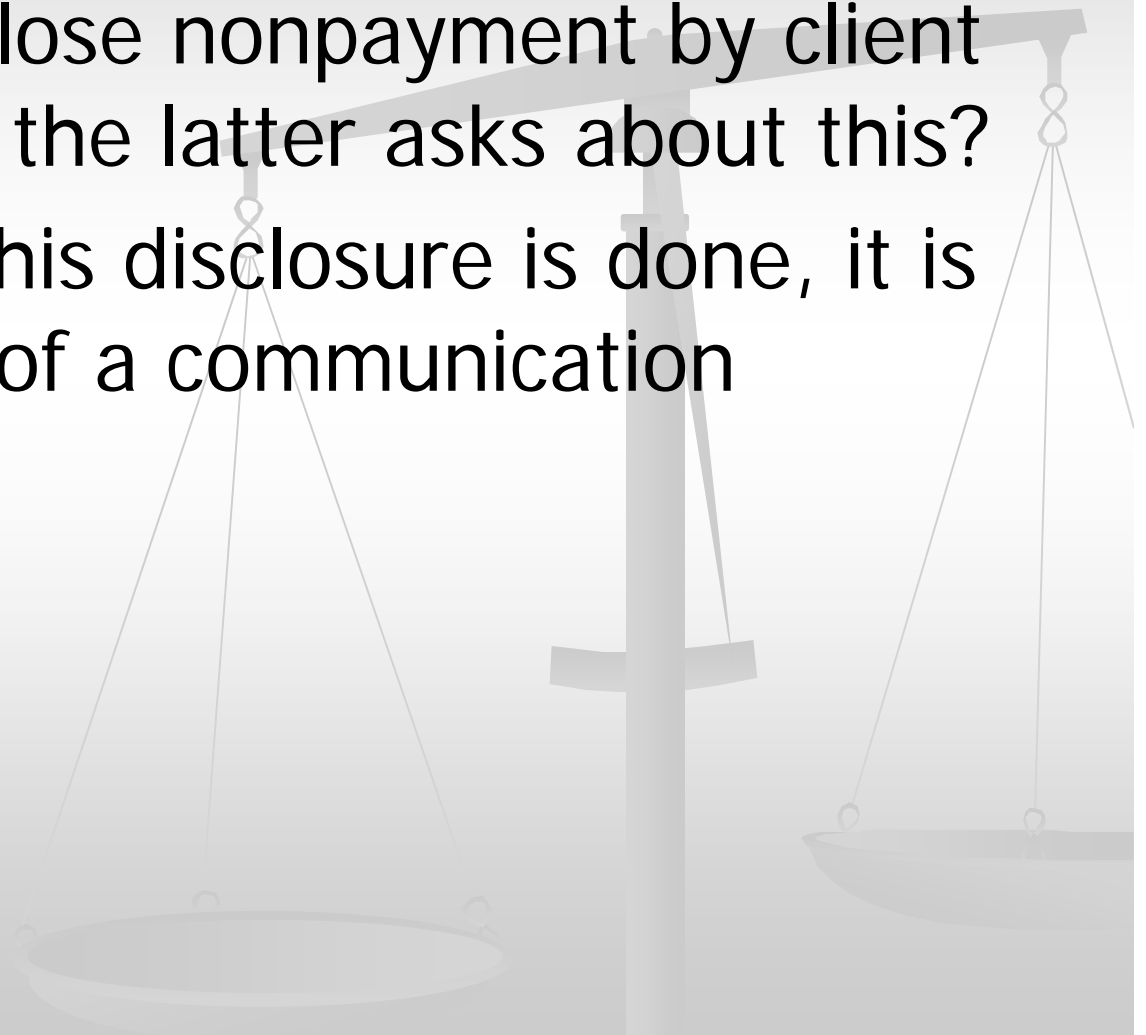 lose nonpayment by client
the latter asks about this?
his disclosure is done, it is
of a communication